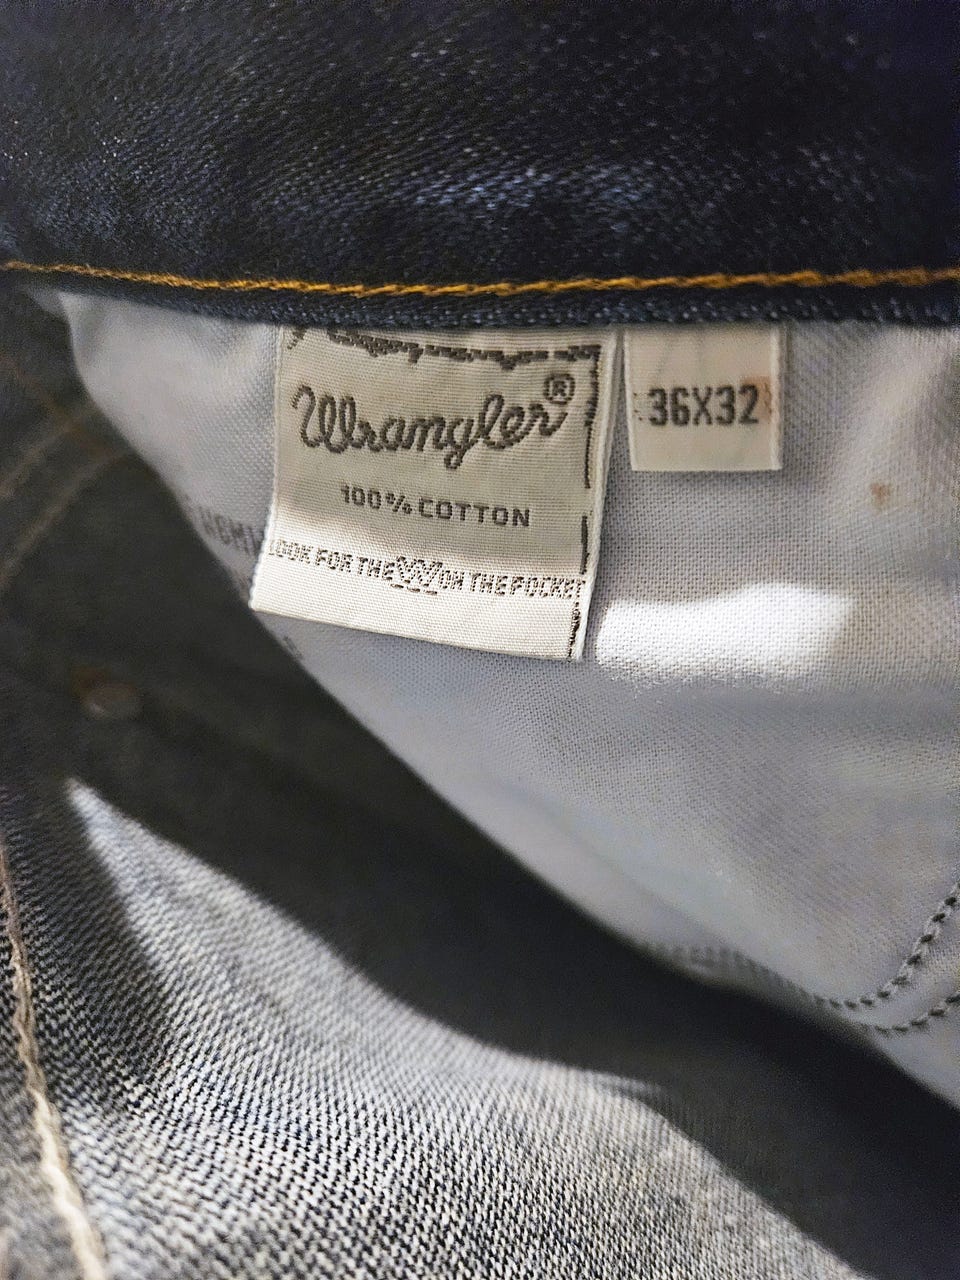 Wrangler®
100% COTTON
LOOK FOR THE W ON THE POCKET
36X32